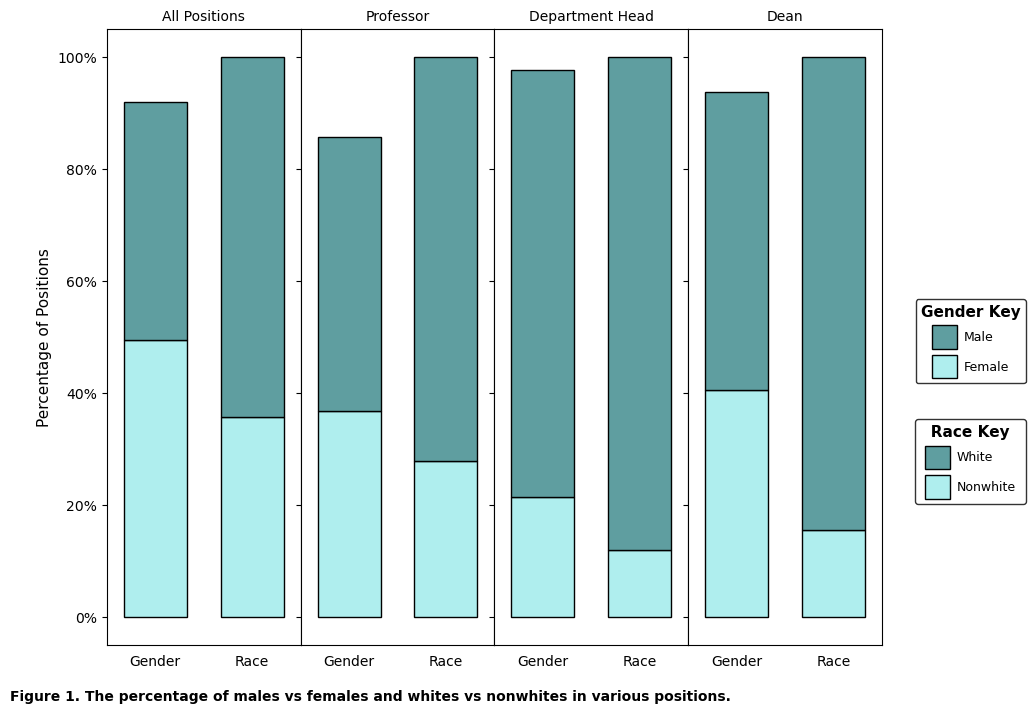 All Positions
Professor
Department Head
Dean
100%
80%
60%
40%
20%
0%
Percentage of Positions
Gender
Race
Gender
Race
Gender
Race
Gender
Race
Gender Key
Male
Female
Race Key
White
Nonwhite
Figure 1. The percentage of males vs females and whites vs nonwhites in various positions.